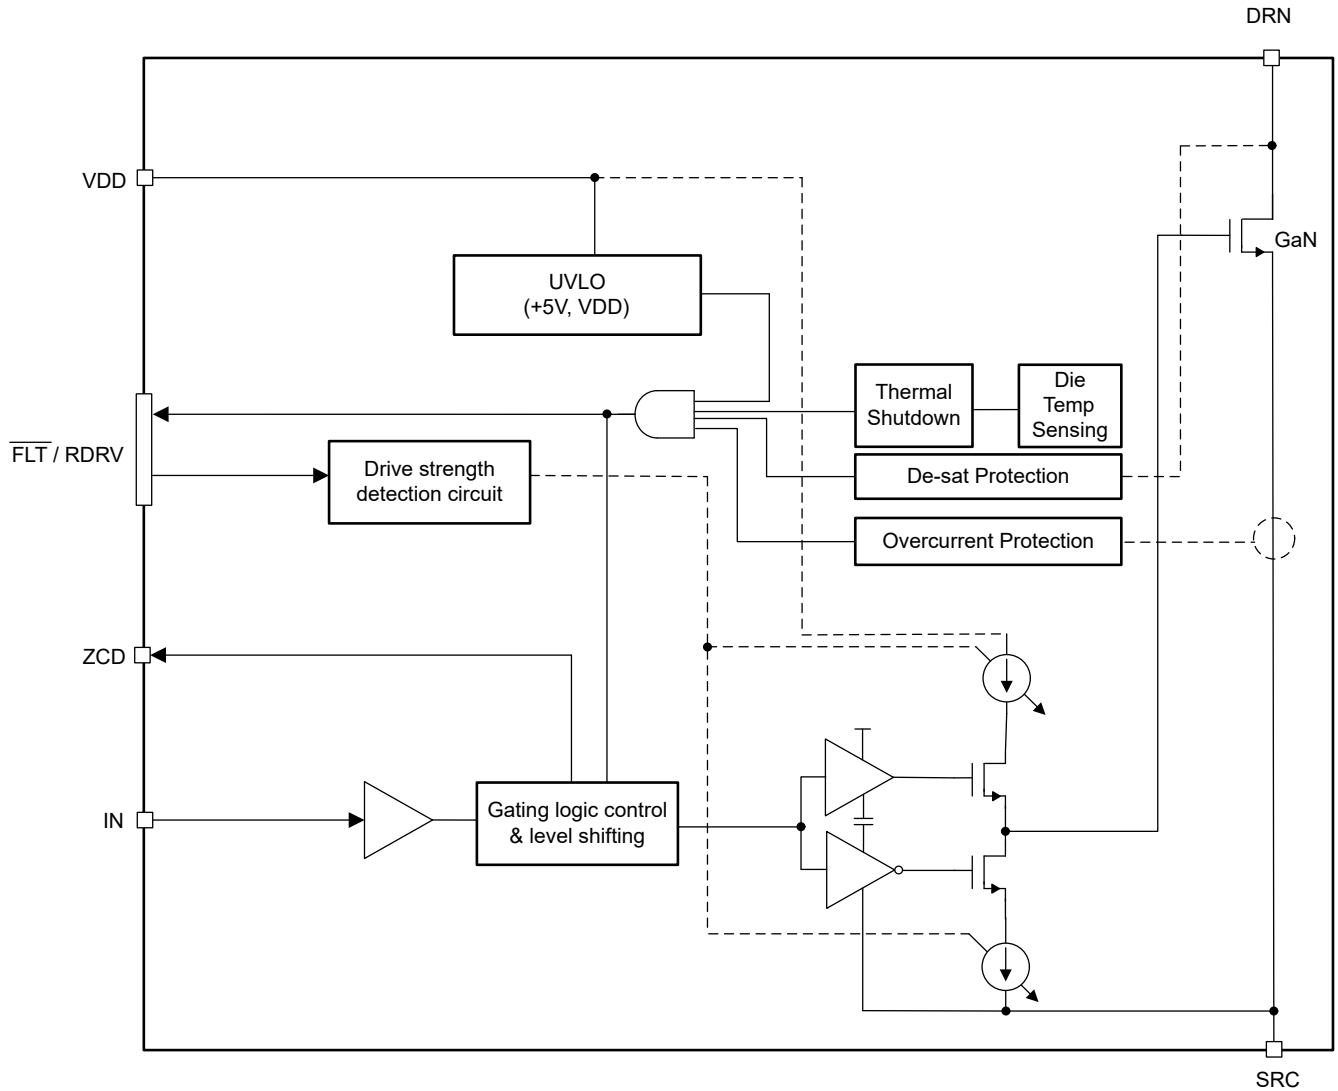 DRN
VDD
GaN
UVLO
(+5V, VDD)
Thermal
Shutdown
Die
Temp
Sensing
FLT / RDRV
Drive strength
detection circuit
De-sat Protection
Overcurrent Protection
ZCD
IN
Gating logic control
& level shifting
SRC